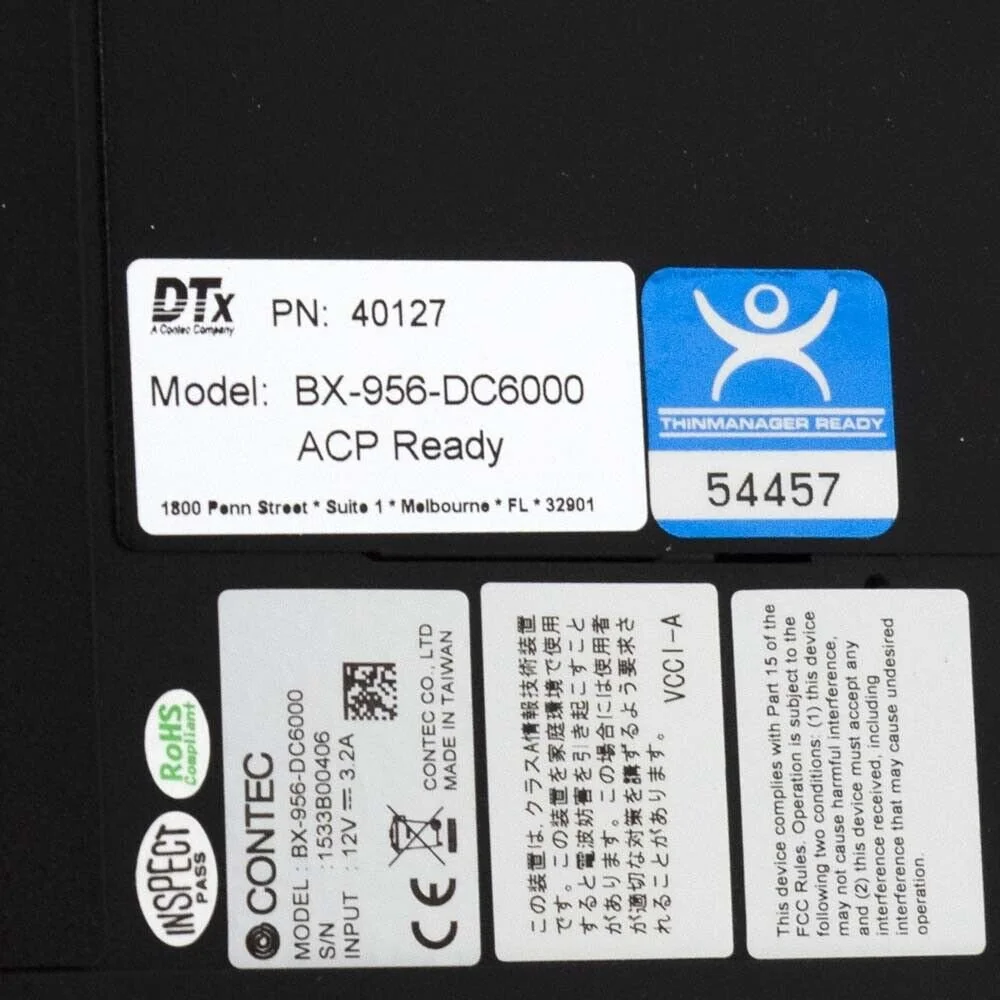 DTx
A Contec Company
PN: 40127
Model: BX-956-DC6000
ACP Ready
1800 Penn Street * Suite 1 * Melbourne * FL * 32901
THINMANAGER READY
54457
RoHS
Compliant
INSPECT
PASS
CONTEC
MODEL : BX-956-DC6000
S/N : 1533B00406
INPUT : 12V 3.2A
CE
CONTEC CO., LTD
MADE IN TAIWAN
この装置は、クラスA情報技術装置
です。この装置を家庭環境で使用
すると電波妨害を引き起こすこと
があります。この場合には使用者
が適切な対策を講ずるよう要求さ
れることがあります。
VCCI-A
This device complies with Part 15 of the
FCC Rules. Operation is subject to the
following two conditions: (1) this device
may not cause harmful interference,
and (2) this device must accept any
interference received, including
interference that may cause undesired
operation.